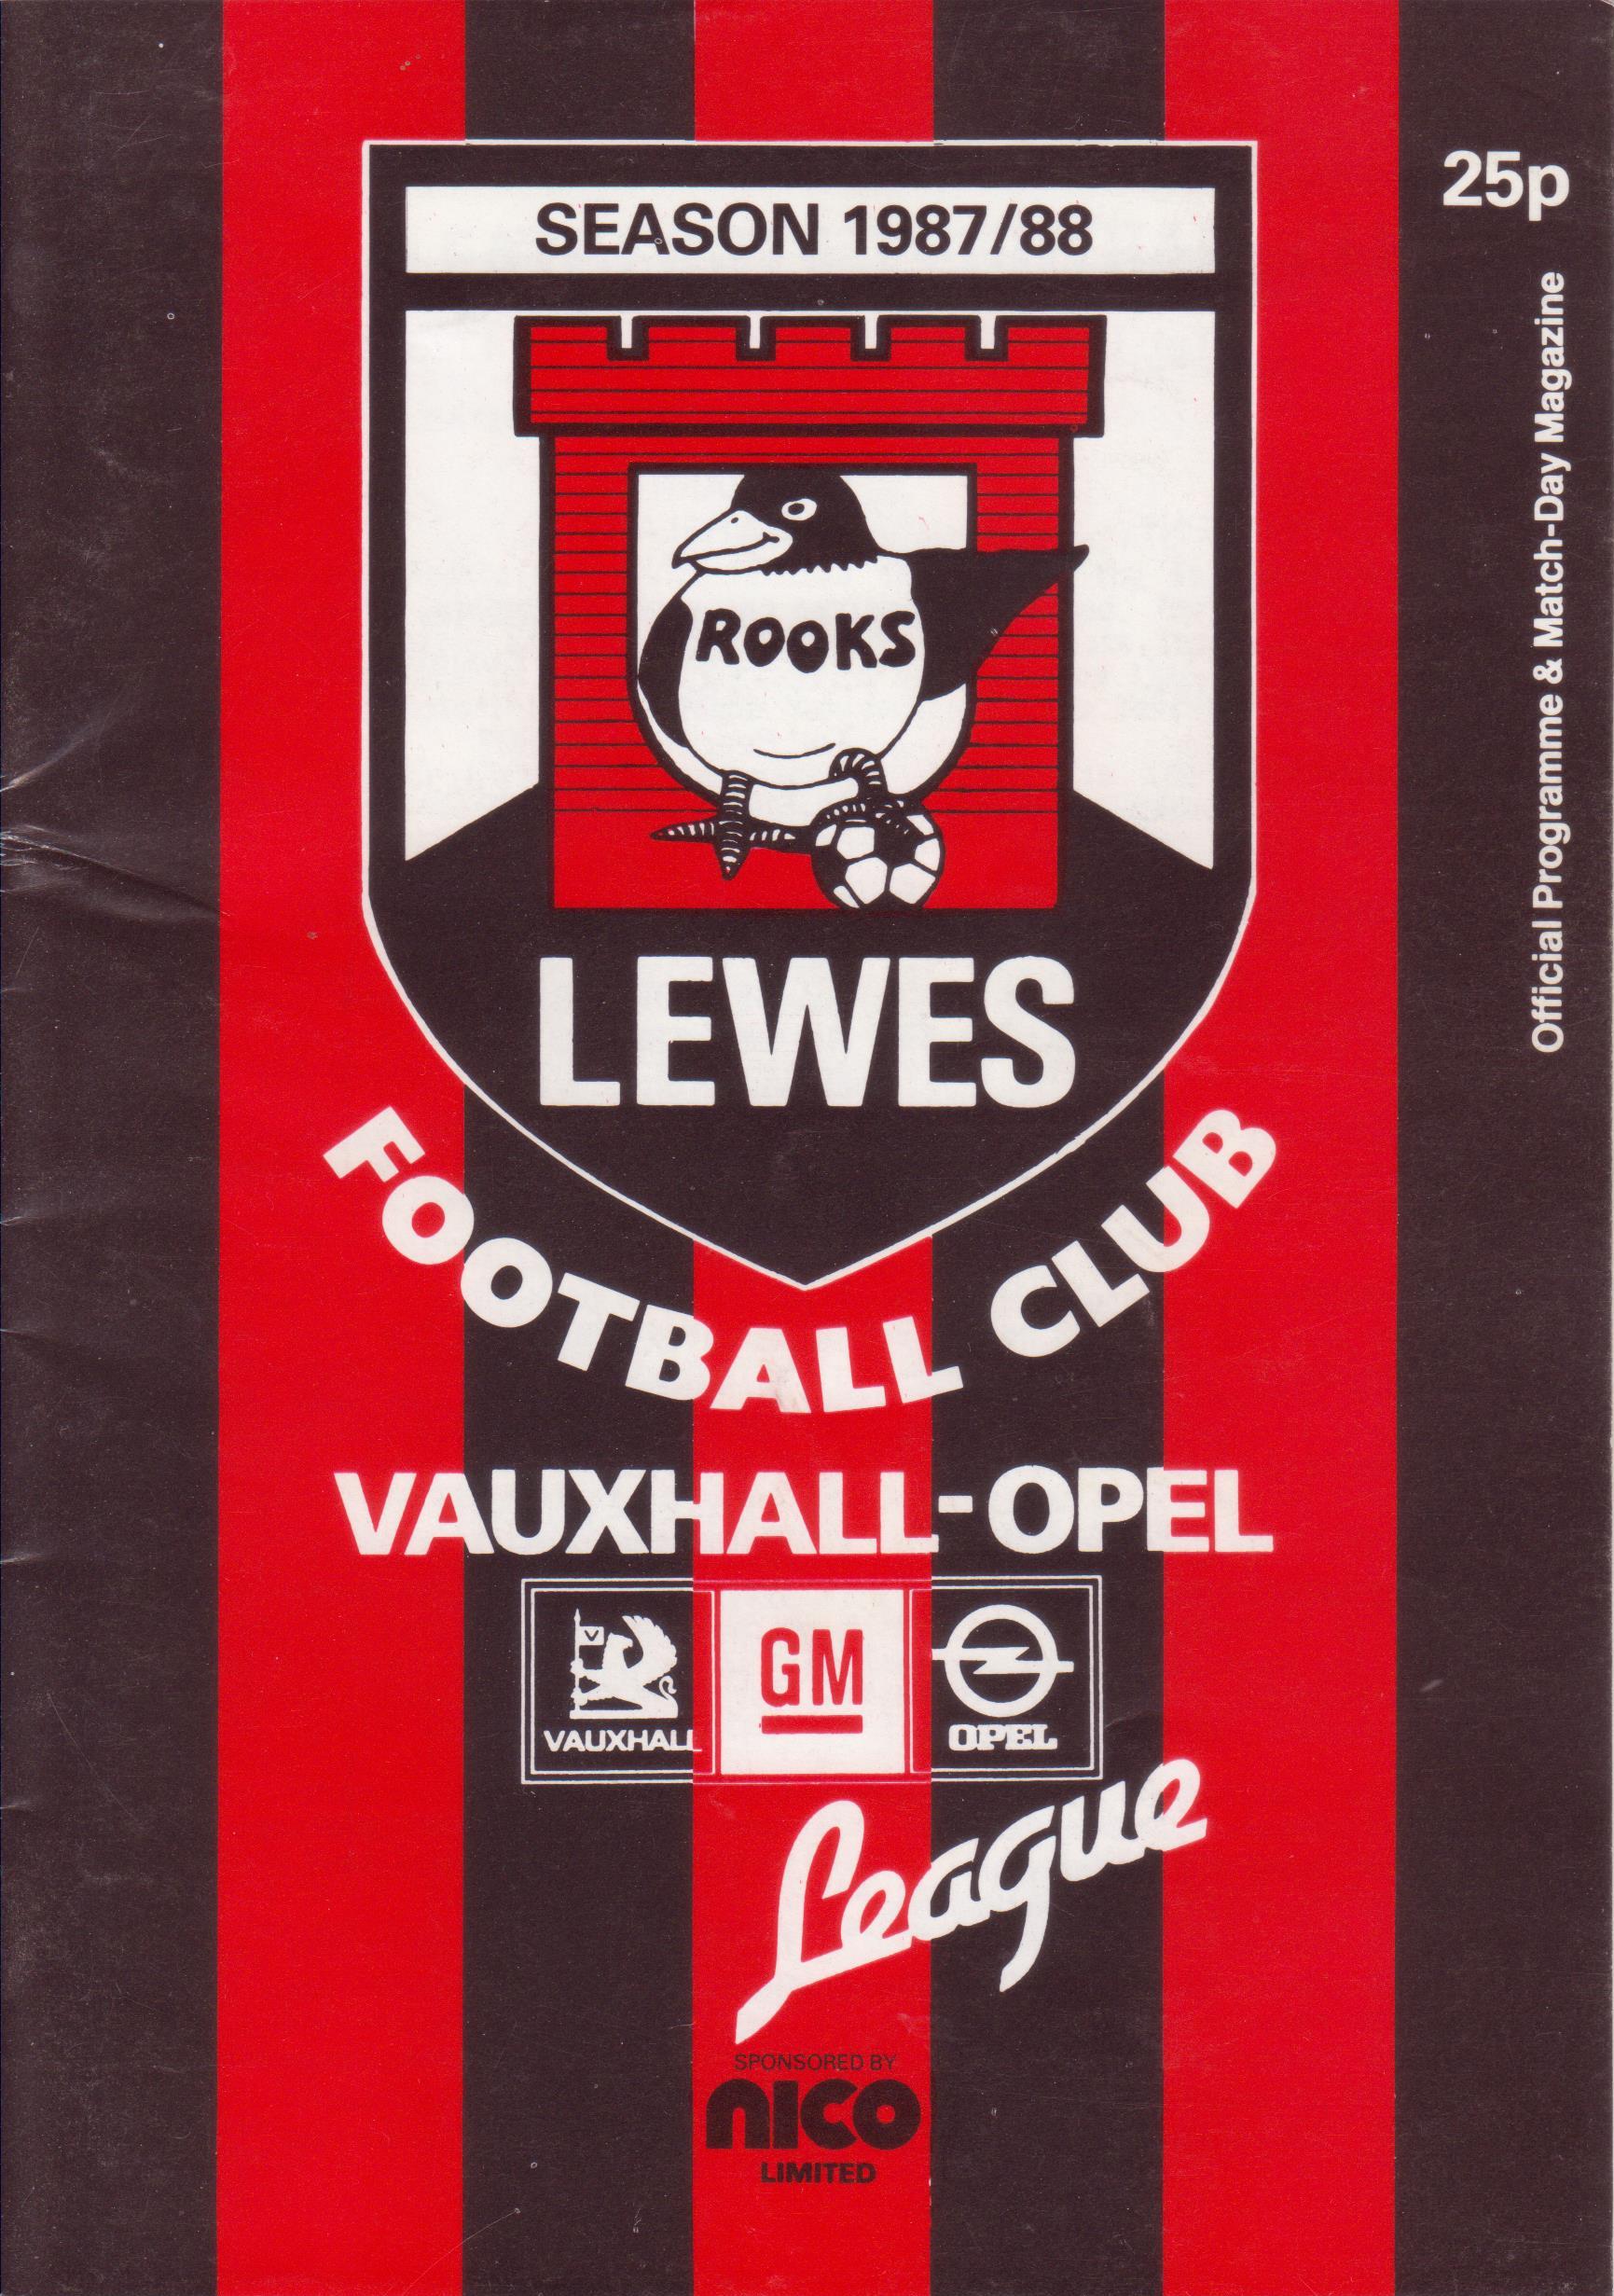 25p
Official Programme & Match-Day Magazine
SEASON 1987/88
ROOKS
LEWES
FOOTBALL CLUB
VAUXHALL-OPEL
V
VAUXHALL
GM
OPEL
League
SPONSORED BY
nico
LIMITED